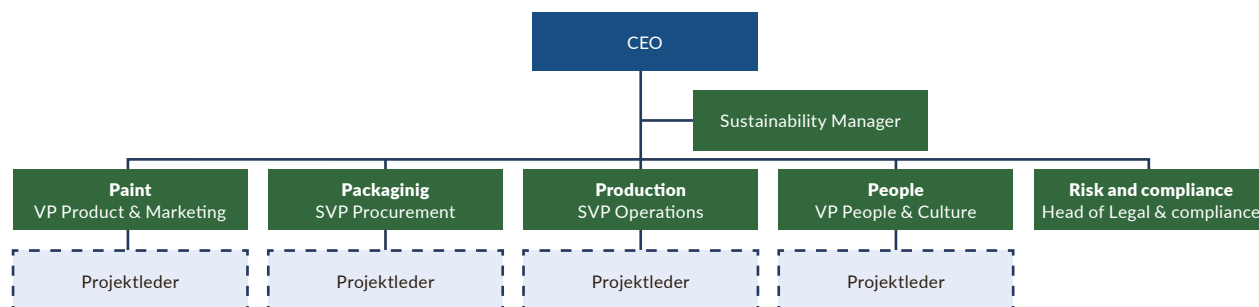 CEO
Sustainability Manager
Paint
VP Product & Marketing
Packaginig
SVP Procurement
Production
SVP Operations
People
VP People & Culture
Risk and compliance
Head of Legal & compliance
Projektleder
Projektleder
Projektleder
Projektleder